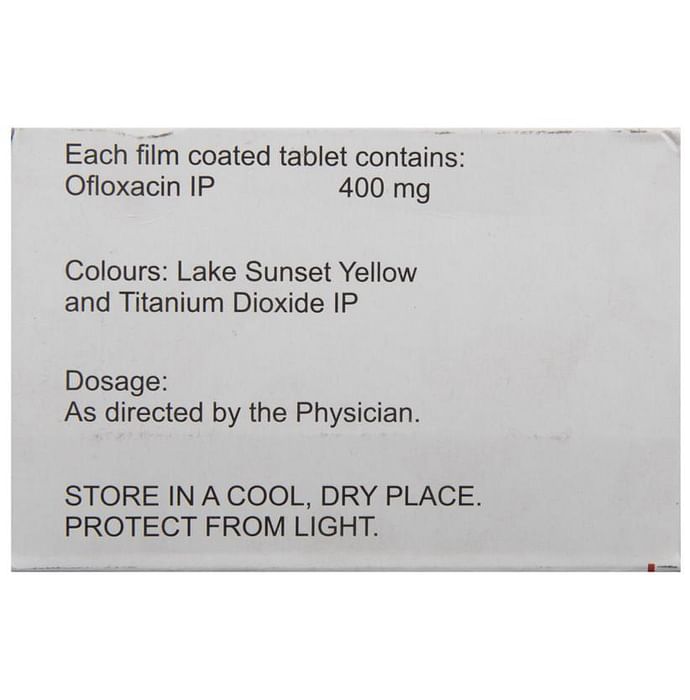 Each film coated tablet contains:
Ofloxacin IP 400 mg
Colours: Lake Sunset Yellow
and Titanium Dioxide IP
Dosage:
As directed by the Physician.
STORE IN A COOL, DRY PLACE.
PROTECT FROM LIGHT.